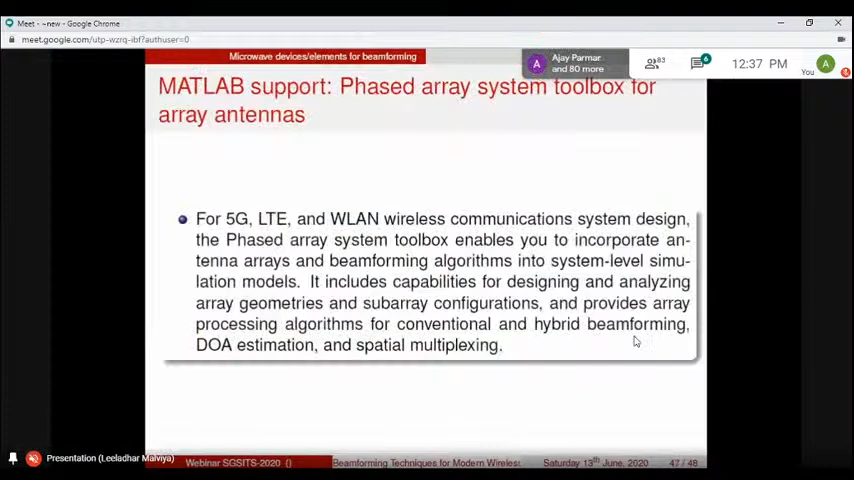 Meet - ~new - Google Chrome
meet.google.com/utp-wzrq-ibf?authuser=0
Microwave devices/elements for beamforming
A
Ajay Parmar
and 80 more
83
6
12:37 PM
You
A
MATLAB support: Phased array system toolbox for
array antennas
For 5G, LTE, and WLAN wireless communications system design,
the Phased array system toolbox enables you to incorporate an-
tenna arrays and beamforming algorithms into system-level simu-
lation models. It includes capabilities for designing and analyzing
array geometries and subarray configurations, and provides array
processing algorithms for conventional and hybrid beamforming,
DOA estimation, and spatial multiplexing.
Presentation (Leeladhar Malviya)
Webinar SGSITS-2020 ()
Beamforming Techniques for Modern Wireless
Saturday 13th June, 2020
47 / 48